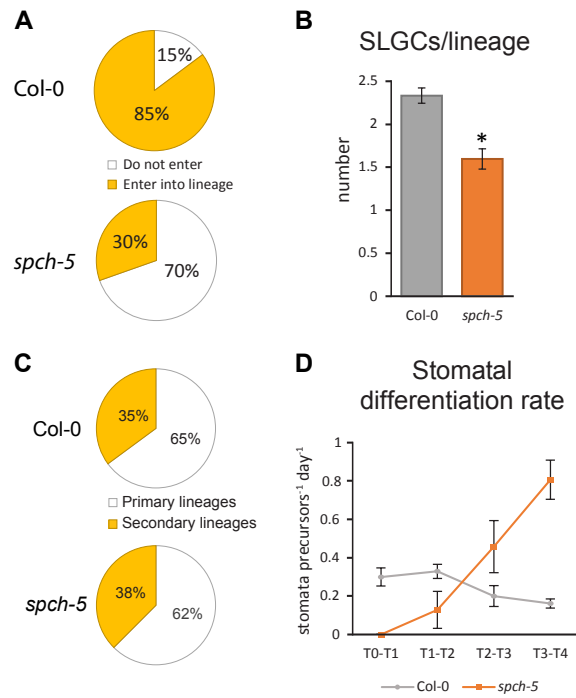 A
Col-0
15%
85%
Do not enter
Enter into lineage
spch-5
30%
70%
B
SLGCs/lineage
number
2.5
2
1.5
1
0.5
0
*
Col-0
spch-5
C
Col-0
35%
65%
Primary lineages
Secondary lineages
spch-5
38%
62%
D
Stomatal
differentiation rate
stomata precursors⁻¹ day⁻¹
1
0.8
0.6
0.4
0.2
0
T0-T1 T1-T2 T2-T3 T3-T4
Col-0 spch-5